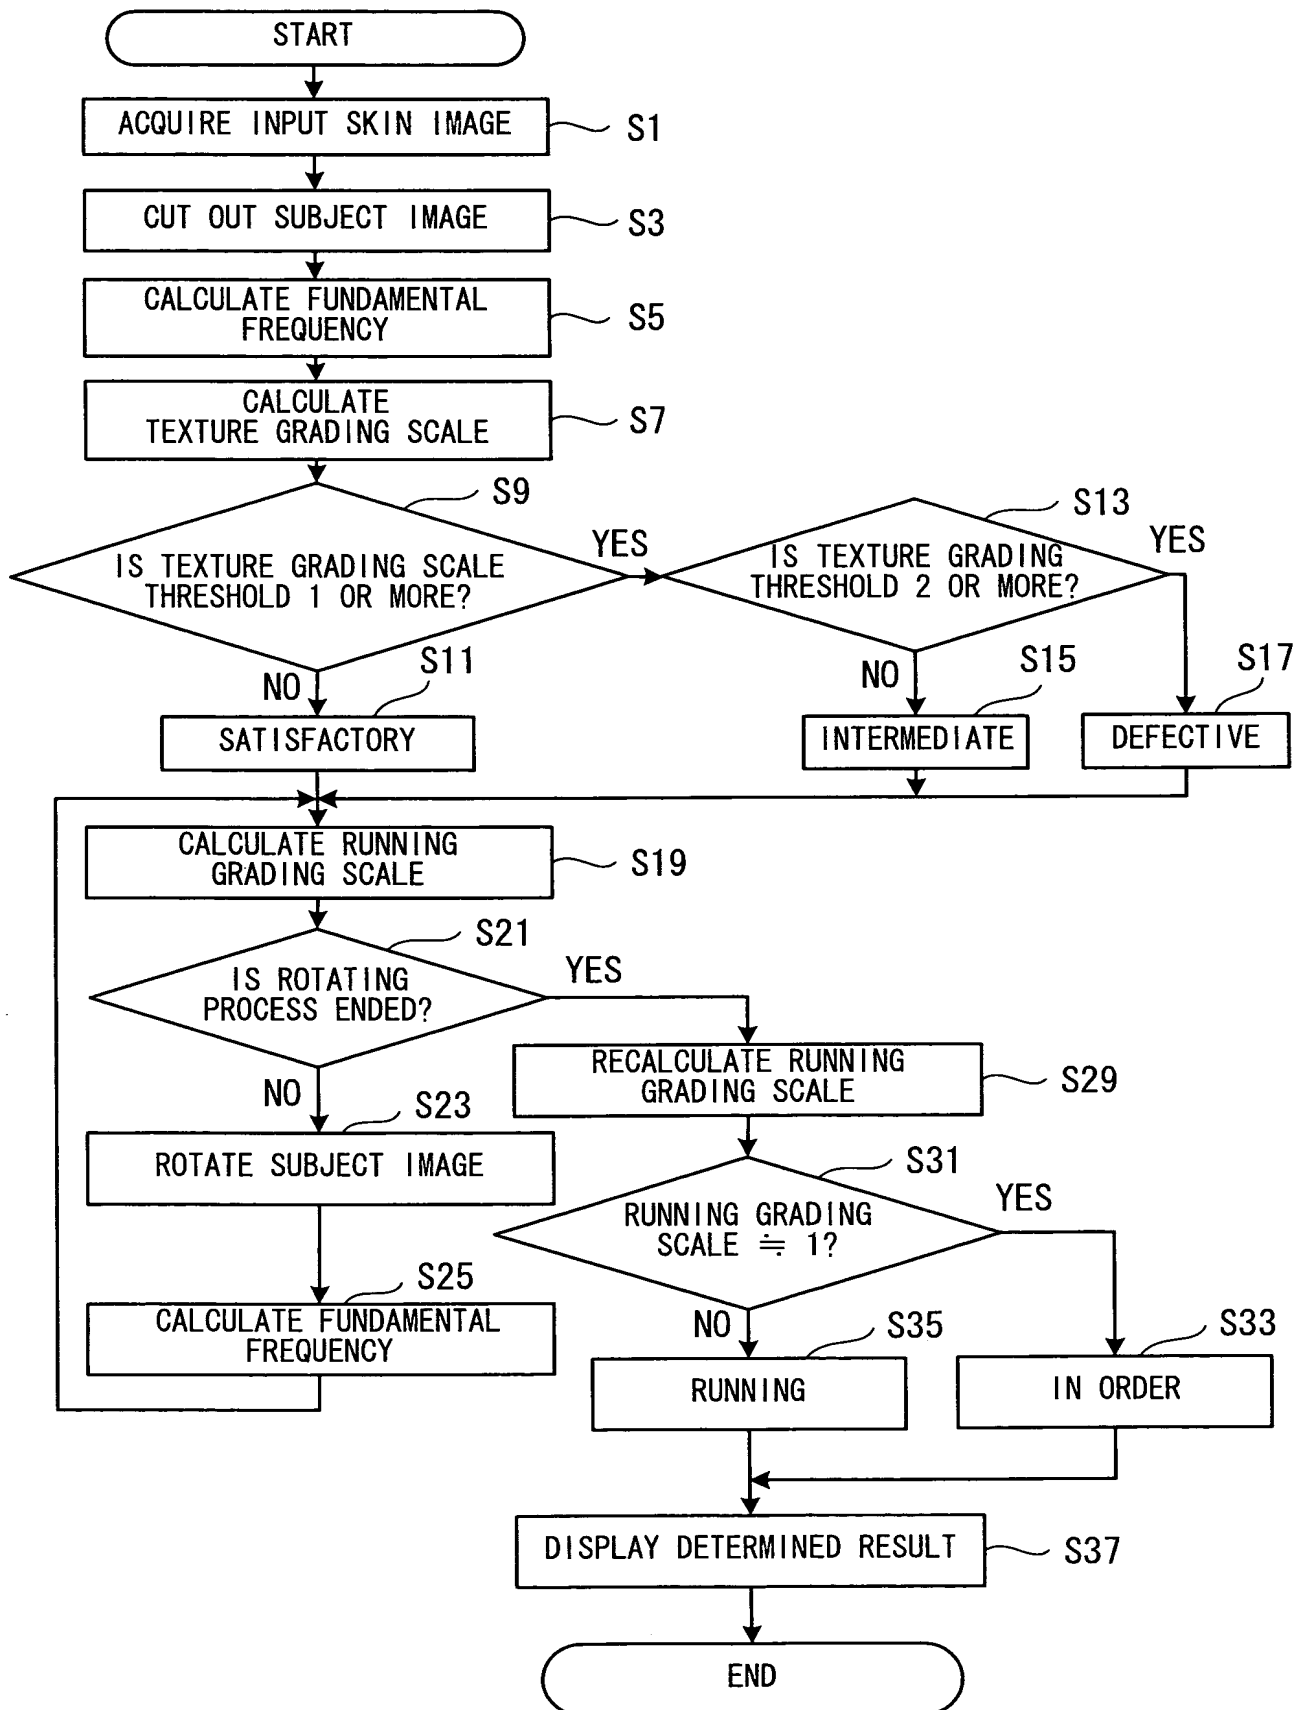 START
ACQUIRE INPUT SKIN IMAGE
S1
CUT OUT SUBJECT IMAGE
S3
CALCULATE FUNDAMENTAL
FREQUENCY
S5
CALCULATE
TEXTURE GRADING SCALE
S7
S9
IS TEXTURE GRADING SCALE
THRESHOLD 1 OR MORE?
YES
S13
IS TEXTURE GRADING
THRESHOLD 2 OR MORE?
YES
NO
S11
SATISFACTORY
NO
S15
INTERMEDIATE
S17
DEFECTIVE
CALCULATE RUNNING
GRADING SCALE
S19
S21
IS ROTATING
PROCESS ENDED?
YES
NO
S23
ROTATE SUBJECT IMAGE
S25
CALCULATE FUNDAMENTAL
FREQUENCY
RECALCULATE RUNNING
GRADING SCALE
S29
S31
RUNNING GRADING
SCALE ≒ 1?
YES
NO
S35
RUNNING
S33
IN ORDER
DISPLAY DETERMINED RESULT
S37
END